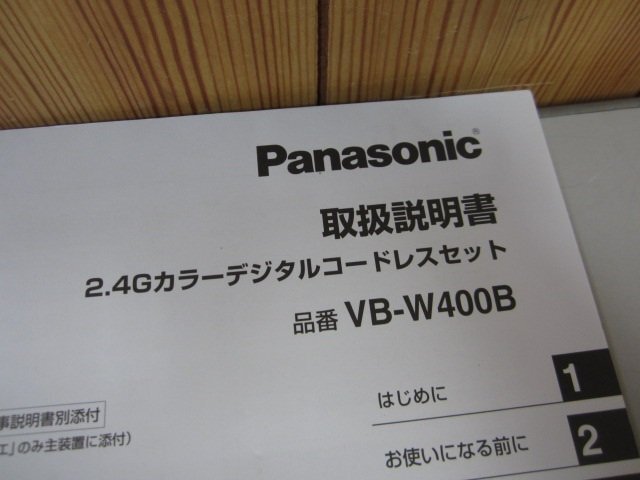 Panasonic®
取扱説明書
2.4Gカラーデジタルコードレスセット
品番 VB-W400B
はじめに 1
お使いになる前に 2
事説明書別添付
エ」のみ主装置に添付）